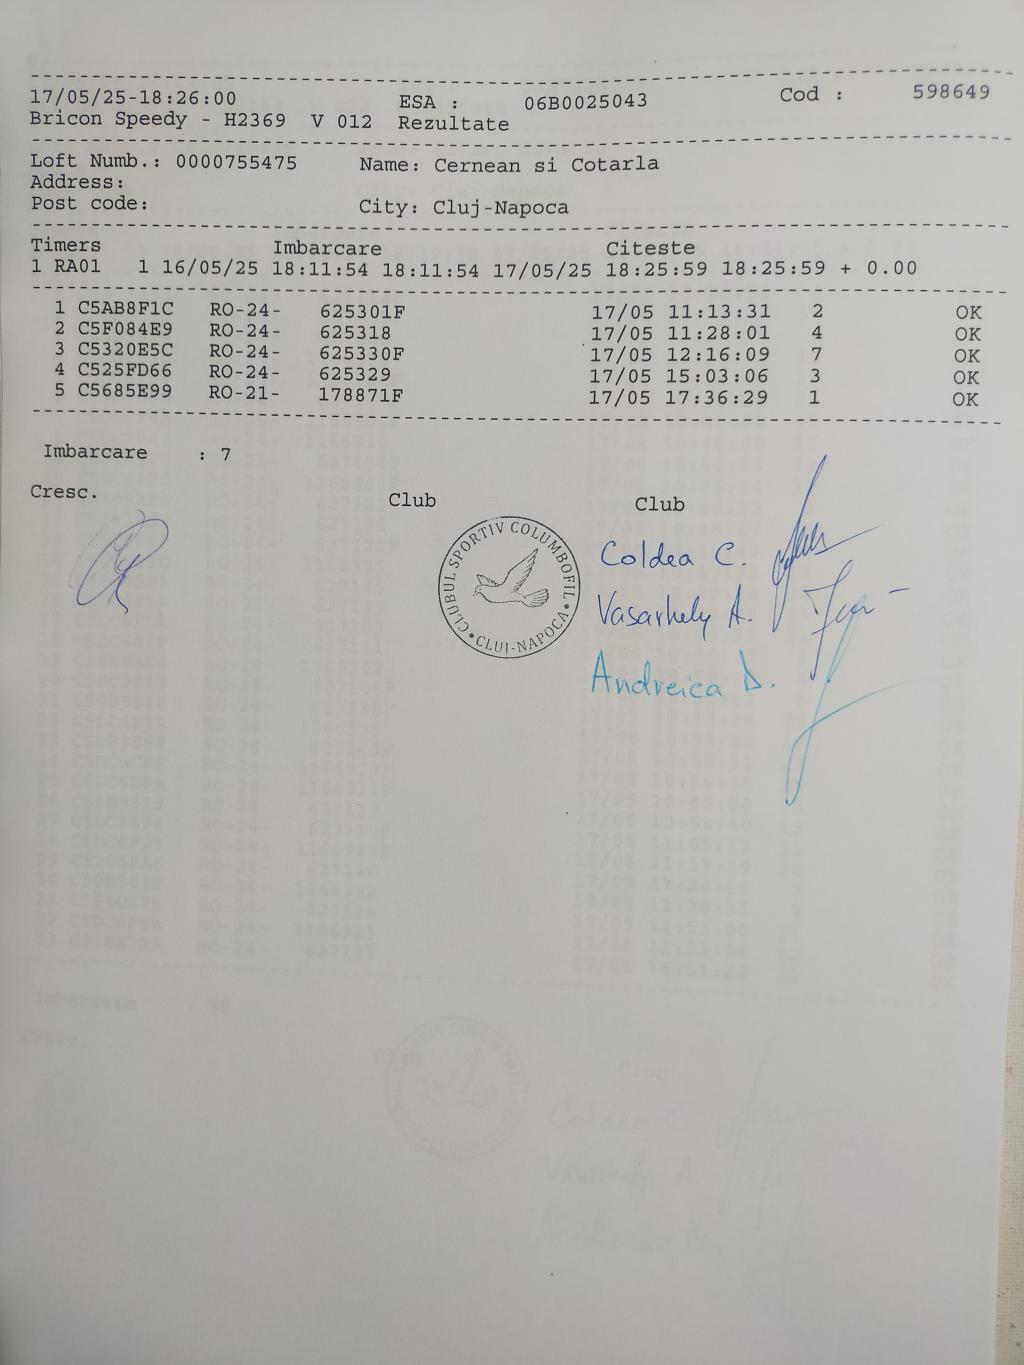 17/05/25-18:26:00 ESA : 06B0025043 Cod : 598649
Bricon Speedy - H2369 V 012 Rezultate
Loft Numb.: 0000755475 Name: Cernean si Cotarla
Address:
Post code: City: Cluj-Napoca
Timers Imbarcare Citeste
1 RA01 1 16/05/25 18:11:54 18:11:54 17/05/25 18:25:59 18:25:59 + 0.00
1 C5AB8F1C RO-24- 625301F 17/05 11:13:31 2 OK
2 C5F084E9 RO-24- 625318 17/05 11:28:01 4 OK
3 C5320E5C RO-24- 625330F 17/05 12:16:09 7 OK
4 C525FD66 RO-24- 625329 17/05 15:03:06 3 OK
5 C5685E99 RO-21- 178871F 17/05 17:36:29 1 OK
Imbarcare : 7
Cresc. Club Club
CLUBUL SPORTIV COLUMBOFIL
• CLUJ-NAPOCA •
Coldea C.
Vasarhely A.
Andreica D.